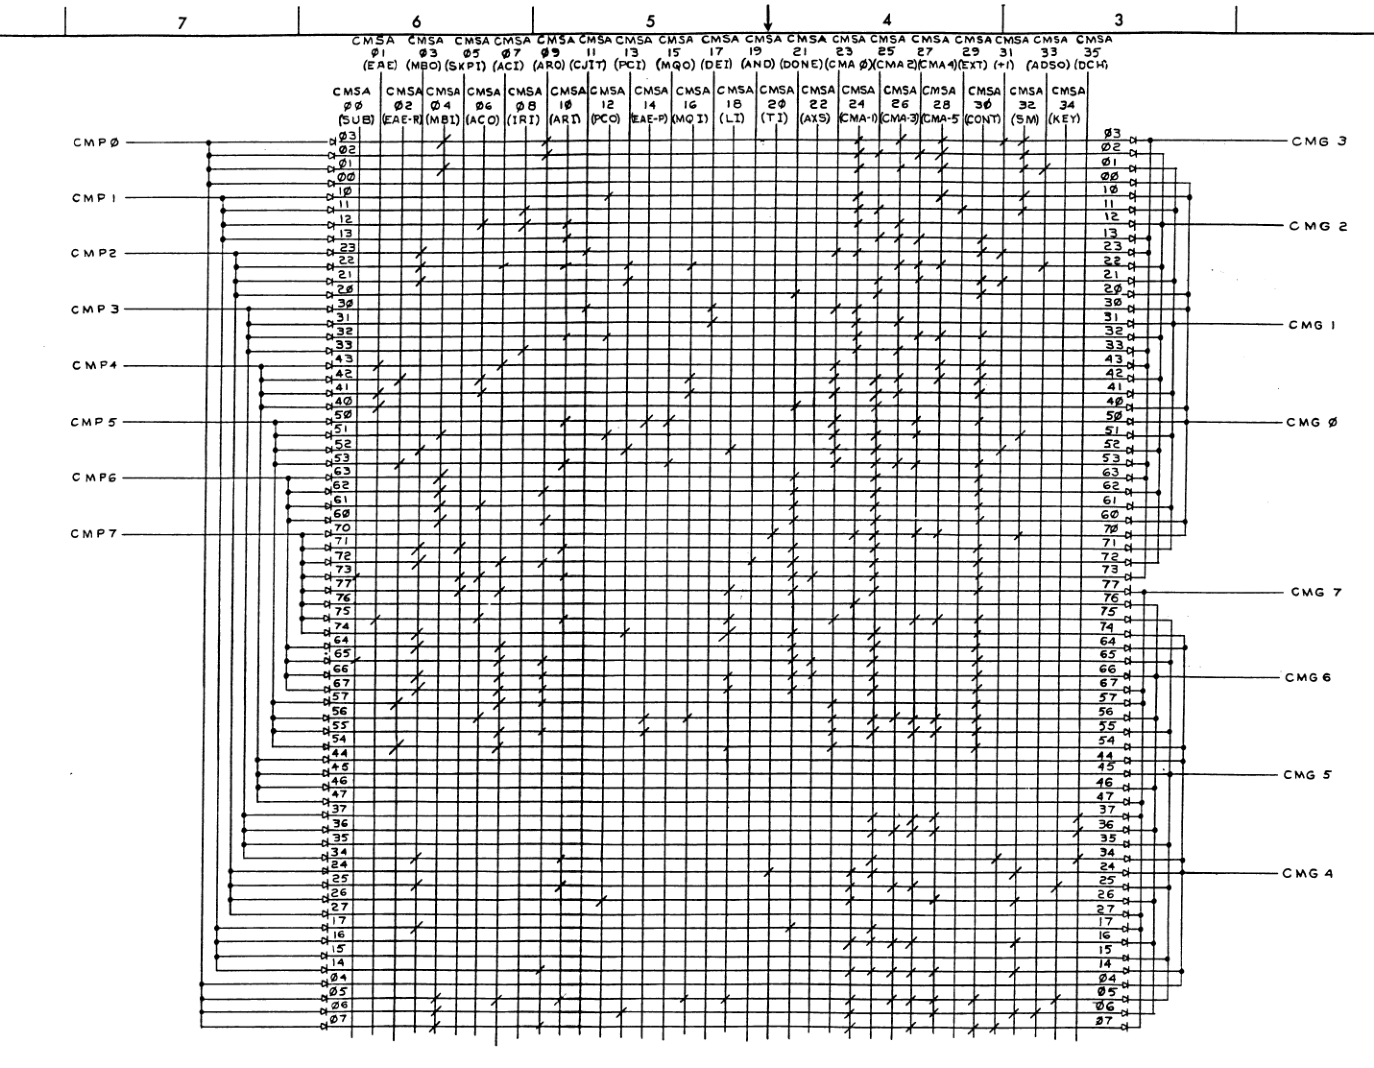 7 6 5 4 3
CMSA CMSA CMSA CMSA CMSA CMSA CMSA CMSA CMSA CMSA CMSA CMSA CMSA CMSA CMSA CMSA CMSA
Ø1 Ø3 Ø5 Ø7 Ø9 11 13 15 17 19 21 23 25 27 29 31 33 35
(EAE) (MBO) (SKPI) (ACI) (ARO) (CJIT) (PCI) (MQO) (DEI) (AND) (DONE) (CMA Ø) (CMA2) (CMA4) (EXT) (+1) (ADSO) (DCH)
CMSA CMSA CMSA CMSA CMSA CMSA CMSA CMSA CMSA CMSA CMSA CMSA CMSA CMSA CMSA CMSA CMSA CMSA
ØØ Ø2 Ø4 Ø6 Ø8 1Ø 12 14 16 18 2Ø 22 24 26 28 3Ø 32 34
(SUB) (EAE-R) (MBI) (ACO) (IRI) (ARI) (PCO) (EAE-P) (MQI) (LI) (TI) (AXS) (CMA-1) (CMA-3) (CMA-5 (CONT) (SM) (KEY)
CMPØ Ø3 Ø3 CMG 3
Ø2 Ø2
Ø1 Ø1
ØØ ØØ
CMP1 1Ø 1Ø
11 11
12 12 CMG 2
13 13
CMP2 23 23
22 22
21 21
2Ø 2Ø
CMP3 3Ø 3Ø
31 31 CMG 1
32 32
33 33
CMP4 43 43
42 42
41 41
4Ø 4Ø
CMP5 5Ø 5Ø CMG Ø
51 51
52 52
53 53
CMP6 63 63
62 62
61 61
6Ø 6Ø
CMP7 7Ø 7Ø
71 71
72 72
73 73
77 77 CMG 7
76 76
75 75
74 74
64 64
65 65
66 66 CMG 6
67 67
57 57
56 56
55 55
54 54
44 44
45 45 CMG 5
46 46
47 47
37 37
36 36
35 35
34 34
24 24 CMG 4
25 25
26 26
27 27
17 17
16 16
15 15
14 14
Ø4 Ø4
Ø5 Ø5
Ø6 Ø6
Ø7 Ø7